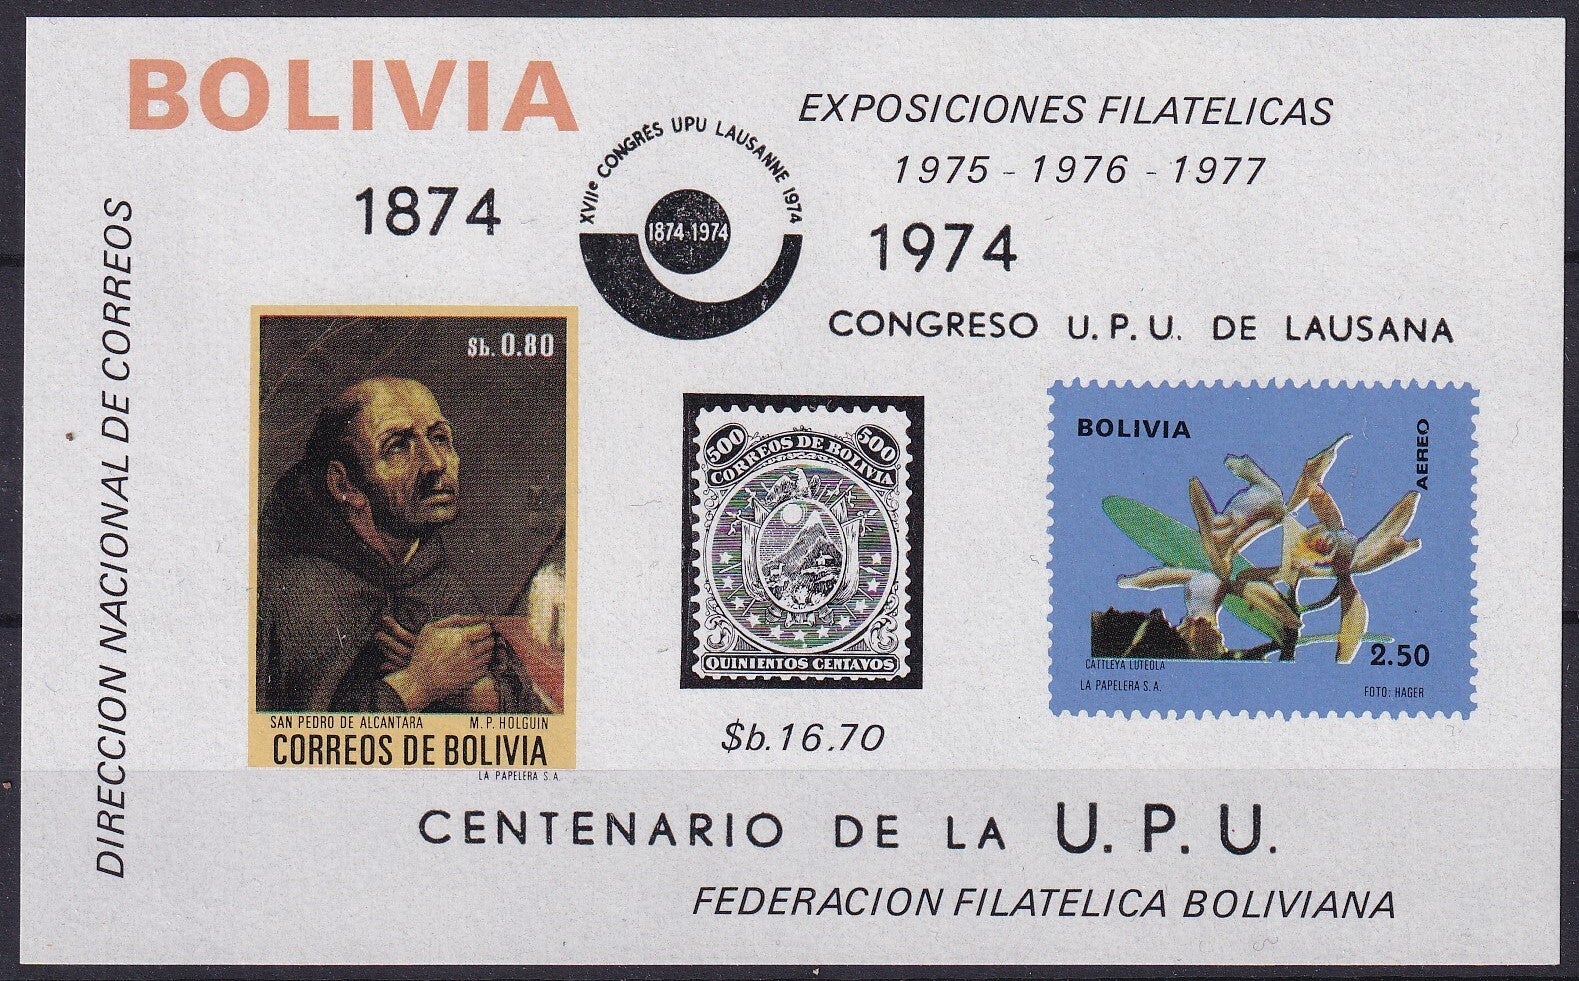 BOLIVIA
EXPOSICIONES FILATELICAS
1975 - 1976 - 1977
1874
XVIIe CONGRÈS UPU LAUSANNE 1974
1874-1974
1974
CONGRESO U.P.U. DE LAUSANA
DIRECCION NACIONAL DE CORREOS
$b. 0.80
SAN PEDRO DE ALCANTARA M. P. HOLGUIN
CORREOS DE BOLIVIA
LA PAPELERA S. A.
500 500
CORREOS DE BOLIVIA
QUINIENTOS CENTAVOS
$b.16.70
BOLIVIA
AEREO
2.50
CATTLEYA LUTEOLA
LA PAPELERA S. A.
FOTO: HAGER
CENTENARIO DE LA U. P. U.
FEDERACION FILATELICA BOLIVIANA